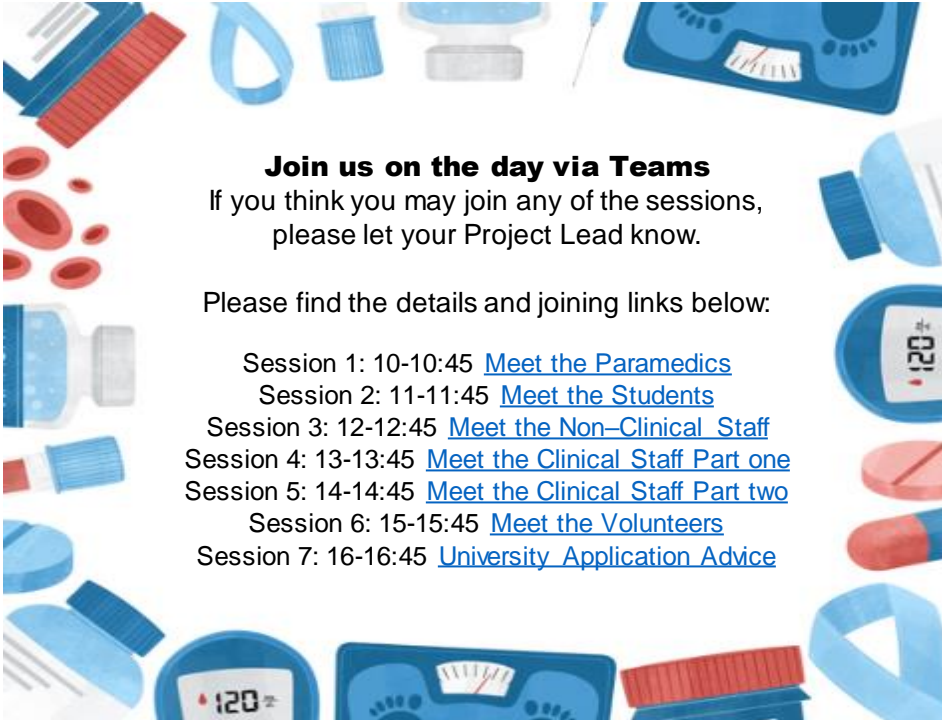 Join us on the day via Teams
If you think you may join any of the sessions,
please let your Project Lead know.
Please find the details and joining links below:
Session 1: 10-10:45 Meet the Paramedics
Session 2: 11-11:45 Meet the Students
Session 3: 12-12:45 Meet the Non–Clinical Staff
Session 4: 13-13:45 Meet the Clinical Staff Part one
Session 5: 14-14:45 Meet the Clinical Staff Part two
Session 6: 15-15:45 Meet the Volunteers
Session 7: 16-16:45 University Application Advice
120
120